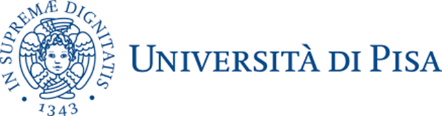 IN SUPREMÆ DIGNITATIS
• 1343 •
UNIVERSITÀ DI PISA